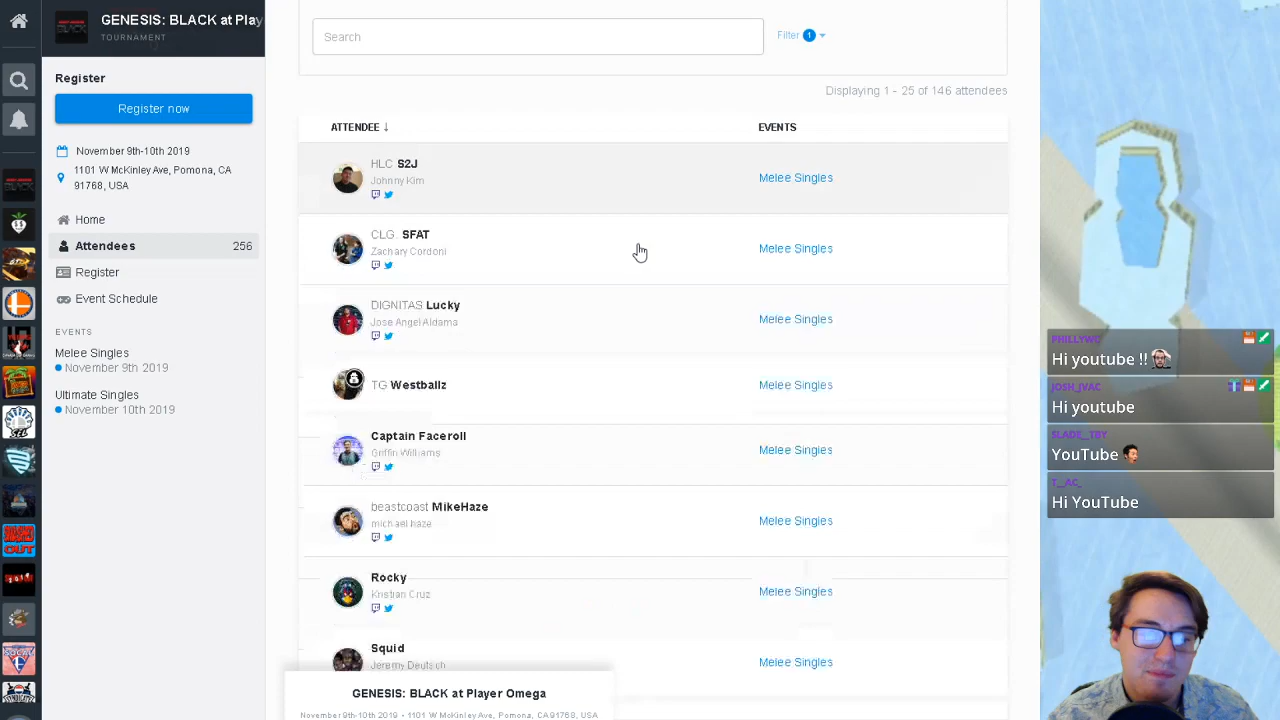 GENESIS: BLACK at Play
TOURNAMENT
Register
Register now
November 9th-10th 2019
1101 W McKinley Ave, Pomona, CA
91768, USA
Home
Attendees 256
Register
Event Schedule
EVENTS
Melee Singles
November 9th 2019
Ultimate Singles
November 10th 2019
Search
Filter 1
Displaying 1 - 25 of 146 attendees
ATTENDEE ↓ EVENTS
HLC S2J
Johnny Kim
Melee Singles
CLG SFAT
Zachary Cordoni
Melee Singles
DIGNITAS Lucky
Jose Angel Aldama
Melee Singles
TG Westballz
Melee Singles
Captain Faceroll
Griffin Williams
Melee Singles
beastcoast MikeHaze
michael haze
Melee Singles
Rocky
Kristian Cruz
Melee Singles
Squid
Jeremy Deutsch
Melee Singles
GENESIS: BLACK at Player Omega
November 9th-10th 2019 • 1101 W McKinley Ave, Pomona, CA 91768, USA
Hi youtube !!
JOSH_JVAC
Hi youtube
SLADE__TBY
YouTube
T__AC_
Hi YouTube